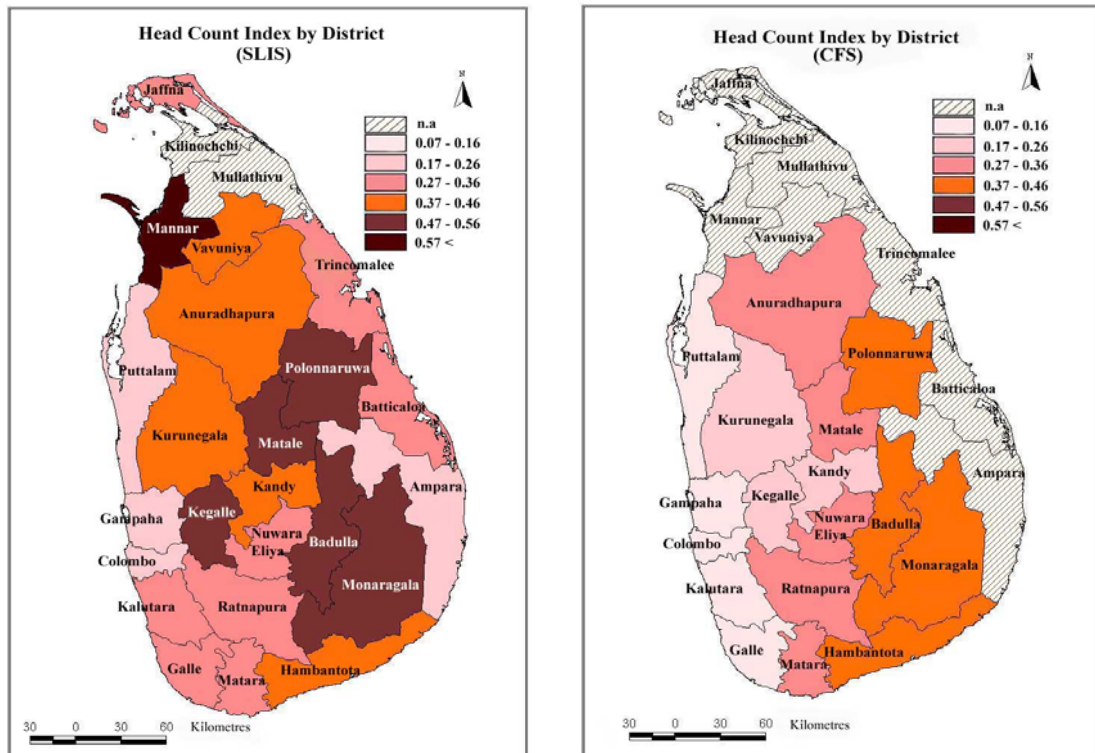 Head Count Index by District
(SLIS)
N
Jaffna
n.a
0.07 - 0.16
0.17 - 0.26
0.27 - 0.36
0.37 - 0.46
0.47 - 0.56
0.57 <
Kilinochchi
Mullathivu
Mannar
Vavuniya
Trincomalee
Anuradhapura
Puttalam
Polonnaruwa
Batticaloa
Kurunegala
Matale
Kandy
Ampara
Gampaha
Kegalle
Nuwara
Eliya
Badulla
Colombo
Monaragala
Kalutara
Ratnapura
Galle
Matara
Hambantota
30 0 30 60 Kilometres
Head Count Index by District
(CFS)
N
Jaffna
n.a
0.07 - 0.16
0.17 - 0.26
0.27 - 0.36
0.37 - 0.46
0.47 - 0.56
0.57 <
Kilinochchi
Mullathivu
Mannar
Vavuniya
Trincomalee
Anuradhapura
Puttalam
Polonnaruwa
Batticaloa
Kurunegala
Matale
Kandy
Ampara
Gampaha
Kegalle
Nuwara
Eliya
Badulla
Colombo
Monaragala
Kalutara
Ratnapura
Galle
Matara
Hambantota
30 0 30 60 Kilometres